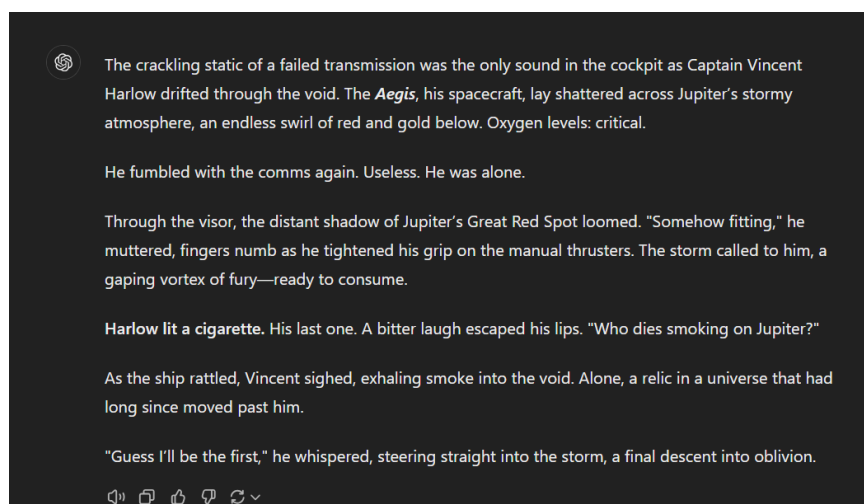 The crackling static of a failed transmission was the only sound in the cockpit as Captain Vincent
Harlow drifted through the void. The Aegis, his spacecraft, lay shattered across Jupiter’s stormy
atmosphere, an endless swirl of red and gold below. Oxygen levels: critical.
He fumbled with the comms again. Useless. He was alone.
Through the visor, the distant shadow of Jupiter’s Great Red Spot loomed. "Somehow fitting," he
muttered, fingers numb as he tightened his grip on the manual thrusters. The storm called to him, a
gaping vortex of fury—ready to consume.
Harlow lit a cigarette. His last one. A bitter laugh escaped his lips. "Who dies smoking on Jupiter?"
As the ship rattled, Vincent sighed, exhaling smoke into the void. Alone, a relic in a universe that had
long since moved past him.
"Guess I’ll be the first," he whispered, steering straight into the storm, a final descent into oblivion.